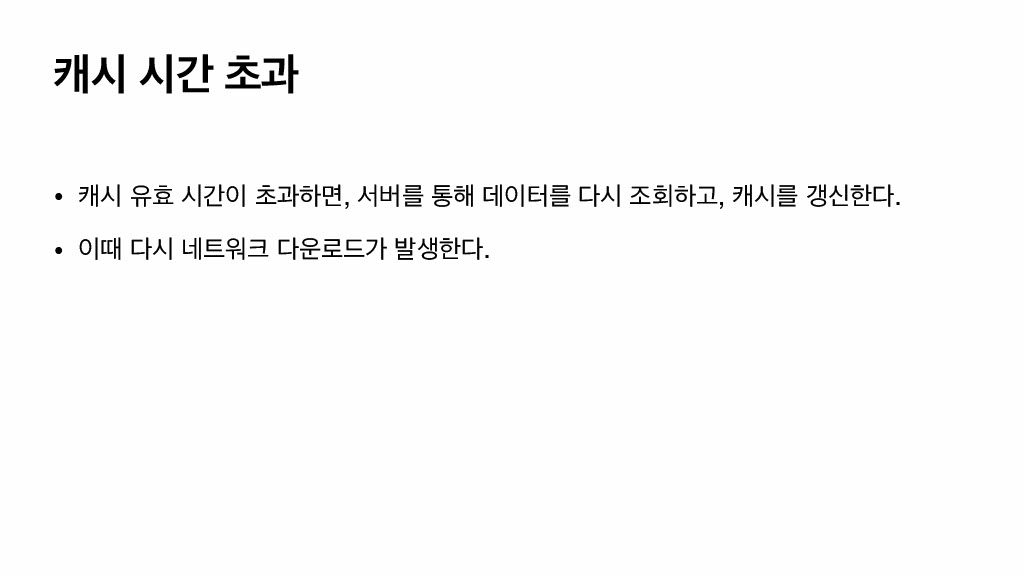 캐시 시간 초과
• 캐시 유효 시간이 초과하면, 서버를 통해 데이터를 다시 조회하고, 캐시를 갱신한다.
• 이때 다시 네트워크 다운로드가 발생한다.